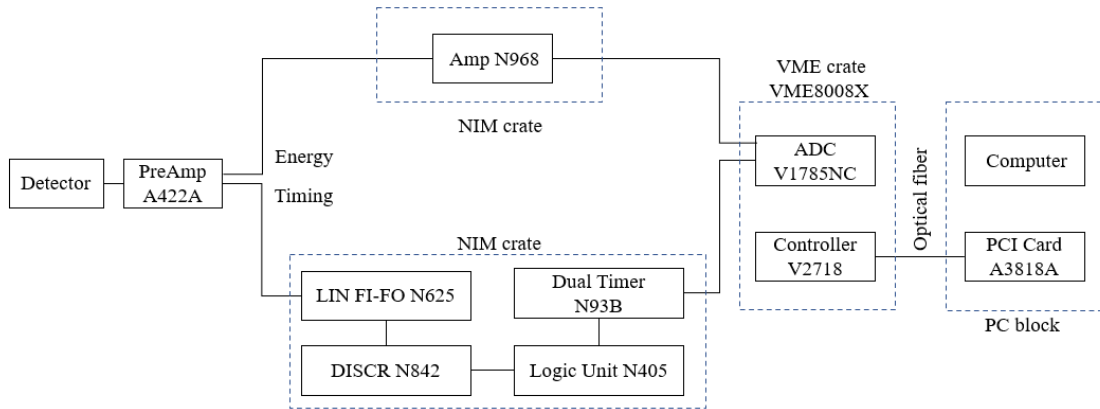 Amp N968
NIM crate
VME crate
VME8008X
Detector
PreAmp
A422A
Energy
Timing
ADC
V1785NC
Controller
V2718
Optical fiber
Computer
PCI Card
A3818A
PC block
NIM crate
LIN FI-FO N625
Dual Timer
N93B
DISCR N842
Logic Unit N405